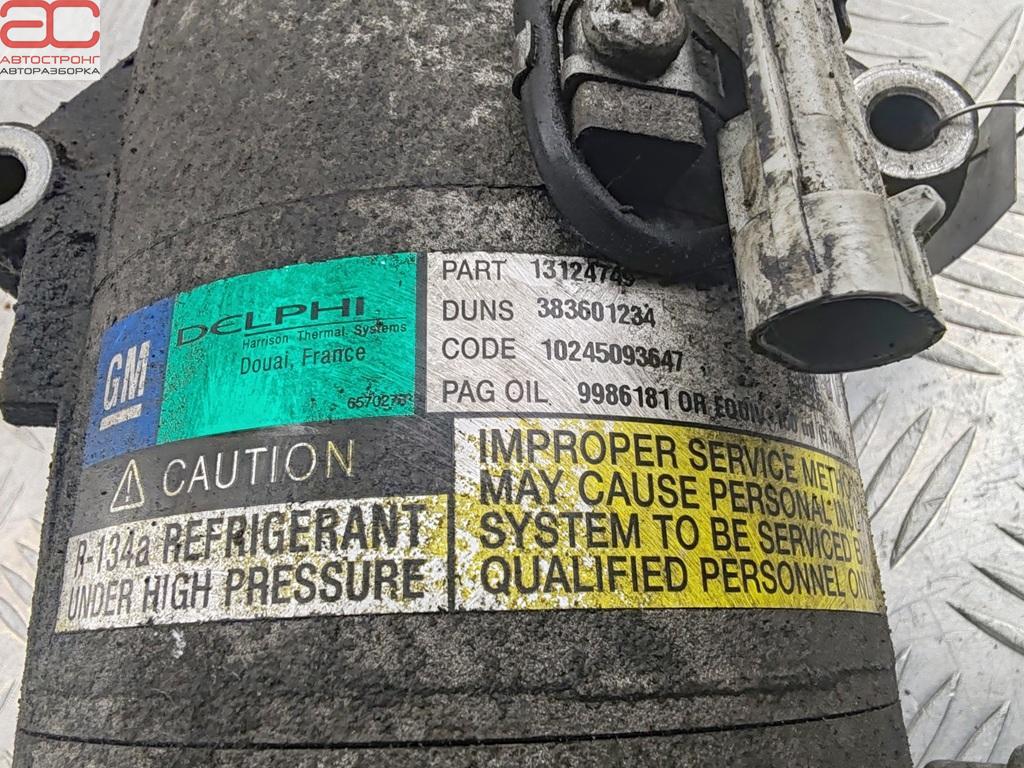 ac
АВТОСТРОНГ
АВТОРАЗБОРКА
GM
DELPHI
Harrison Thermal Systems
Douai, France
PART 13124749
DUNS 383601234
CODE 10245093647
PAG OIL 9986181 OR EQUIV
CAUTION
R-134a REFRIGERANT
UNDER HIGH PRESSURE
IMPROPER SERVICE
MAY CAUSE PERSONAL
SYSTEM TO BE SERVICED
QUALIFIED PERSONNEL